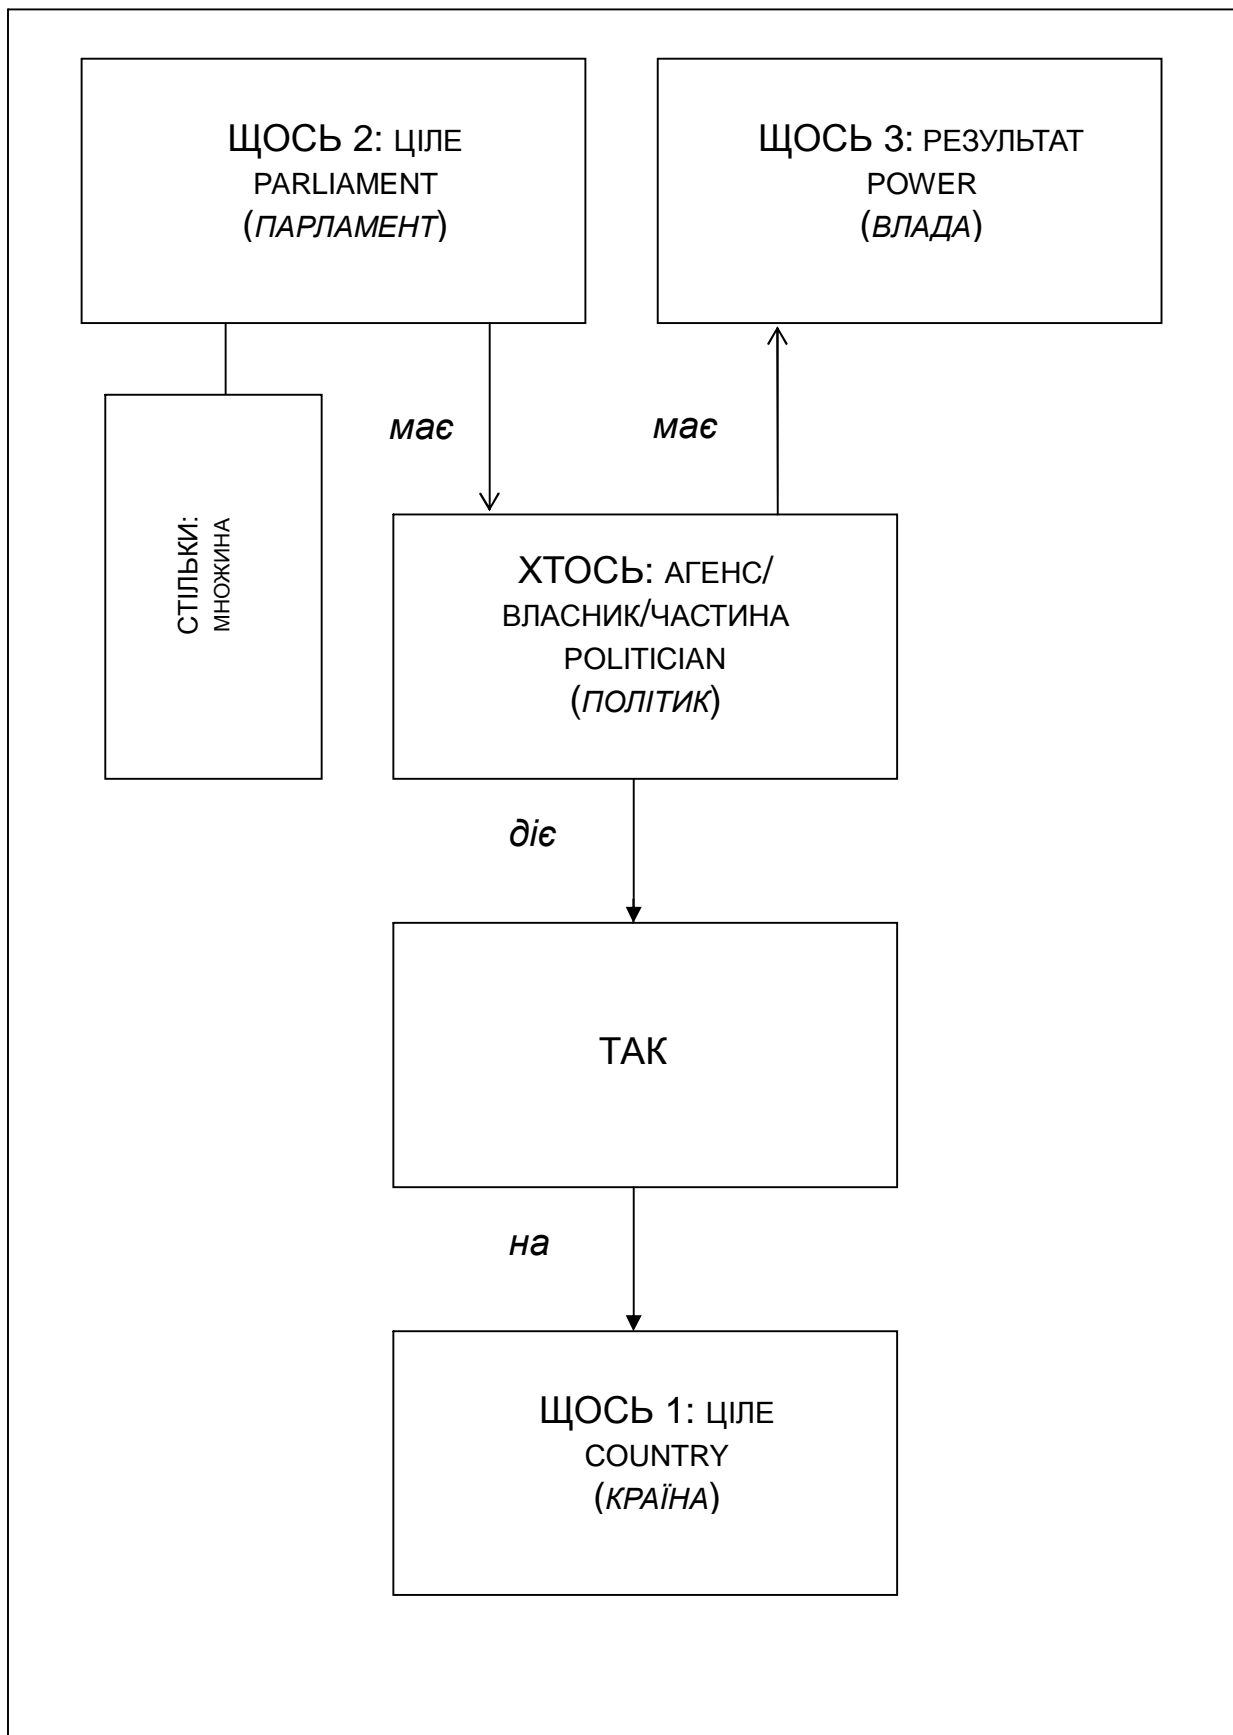 ЩОСЬ 2: ЦІЛЕ
PARLIAMENT
(ПАРЛАМЕНТ)
ЩОСЬ 3: РЕЗУЛЬТАТ
POWER
(ВЛАДА)
СТІЛЬКИ:
МНОЖИНА
має
має
ХТОСЬ: АГЕНС/
ВЛАСНИК/ЧАСТИНА
POLITICIAN
(ПОЛІТИК)
діє
ТАК
на
ЩОСЬ 1: ЦІЛЕ
COUNTRY
(КРАЇНА)